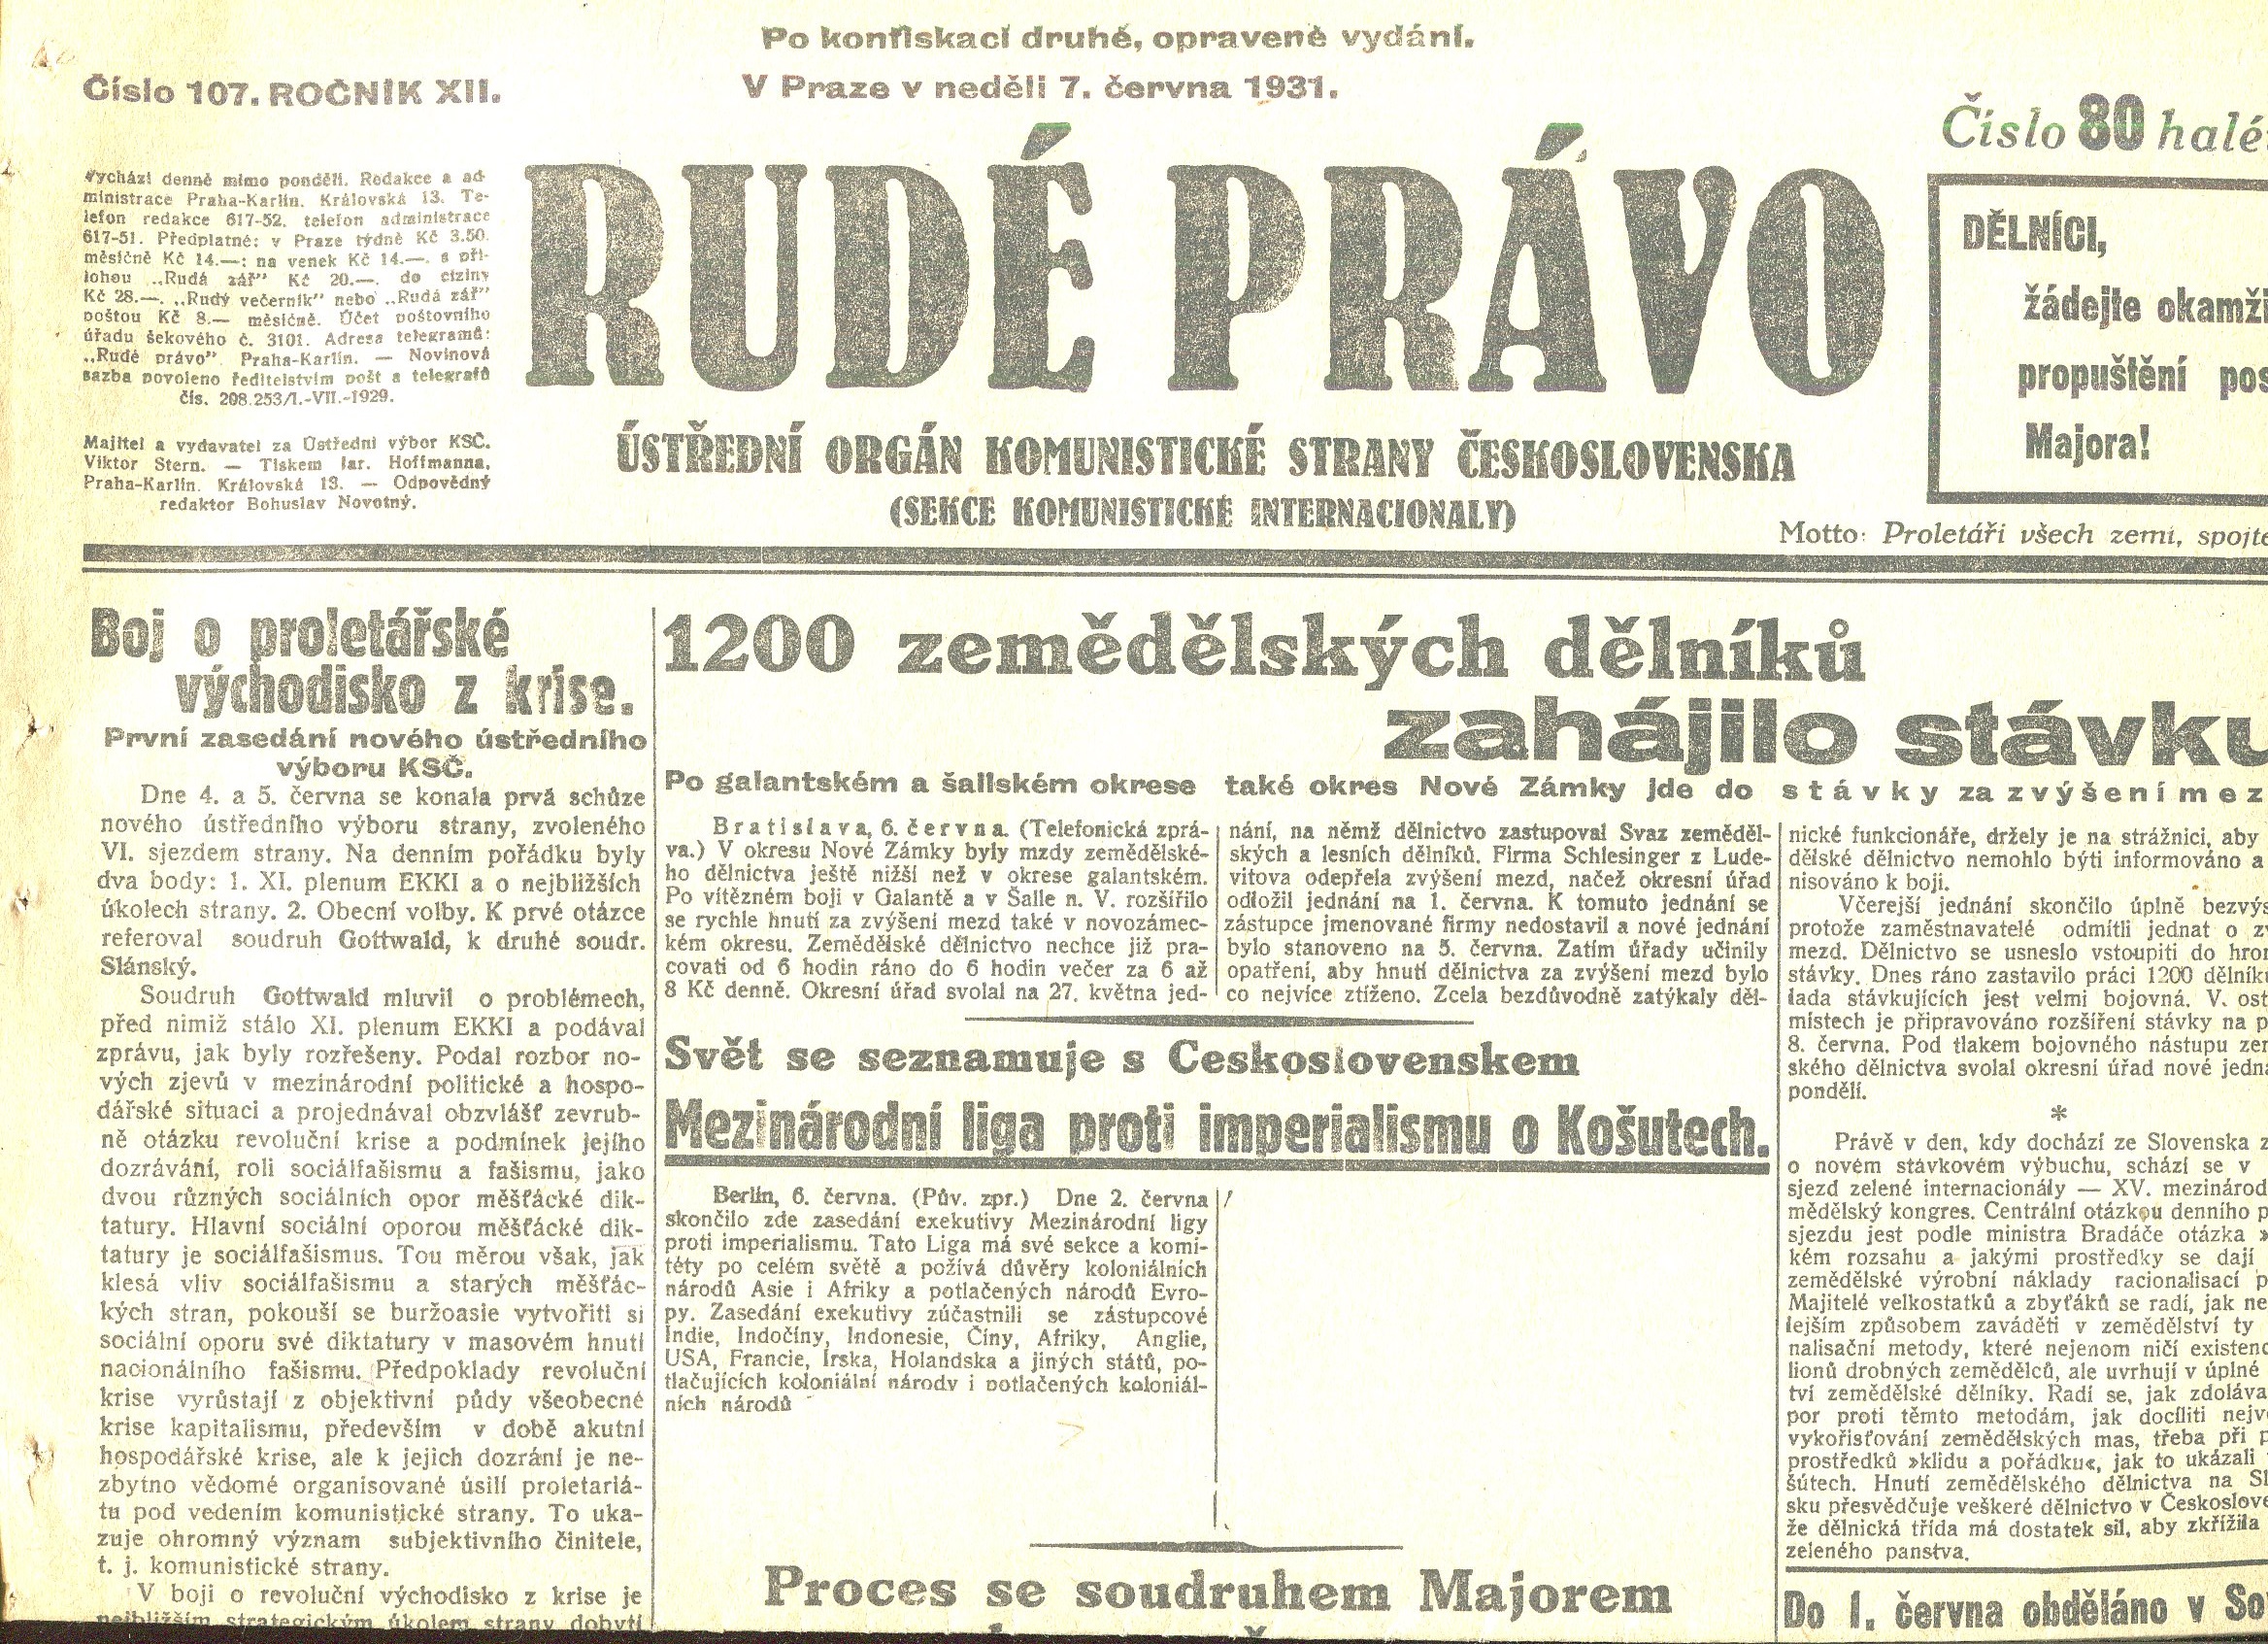 Po konfiskaci druhé, opravené vydání.
Číslo 107. ROČNÍK XII.
V Praze v neděli 7. června 1931.
Číslo 80
Vychází denně mimo pondělí. Redakce a ad-
ministrace Praha-Karlín. Královská 13. Te-
lefon redakce 617-52. telefon administrace
617-51. Předplatné: v Praze týdně Kč 3.50.
měsíčně Kč 14.—: na venek Kč 14.—. s pří-
lohou „Rudá zář" Kč 20.—. do ciziny
Kč 28.—. „Rudý večerník" nebo „Rudá zář"
poštou Kč 8.— měsíčně. Účet poštovního
úřadu šekového č. 3101. Adresa telegramů:
„Rudé právo". Praha-Karlín. — Novinová
sazba povoleno ředitelstvím pošt a telegrafů
čís. 208.253/1.-VII.-1929.
Majitel a vydavatel za Ústřední výbor KSČ.
Viktor Stern. — Tiskem Jar. Hoffmanna,
Praha-Karlín. Královská 13. — Odpovědný
redaktor Bohuslav Novotný.
RUDÉ PRÁVO
ÚSTŘEDNÍ ORGÁN KOMUNISTICKÉ STRANY ČESKOSLOVENSKA
(SEKCE KOMUNISTICKÉ INTERNACIONALY)
DĚLNÍCI,
žádejte
propuštění
Majora!
Motto: Proletáři všech zemí,
Boj o proletářské
východisko z krise.
První zasedání nového ústředního
výboru KSČ.
Dne 4. a 5. června se konala prvá schůze
nového ústředního výboru strany, zvoleného
VI. sjezdem strany. Na denním pořádku byly
dva body: 1. XI. plenum EKKI a o nejbližších
úkolech strany. 2. Obecní volby. K prvé otázce
referoval soudruh Gottwald, k druhé soudr.
Slánský.
Soudruh Gottwald mluvil o problémech,
před nimiž stálo XI. plenum EKKI a podával
zprávu, jak byly rozřešeny. Podal rozbor no-
vých zjevů v mezinárodní politické a hospo-
dářské situaci a projednával obzvlášť zevrub-
ně otázku revoluční krise a podmínek jejího
dozrávání, roli sociálfašismu a fašismu, jako
dvou různých sociálních opor měšťácké dik-
tatury. Hlavní sociální oporou měšťácké dik-
tatury je sociálfašismus. Tou měrou však, jak
klesá vliv sociálfašismu a starých měšťác-
kých stran, pokouší se buržoasie vytvořiti si
sociální oporu své diktatury v masovém hnutí
nacionálního fašismu. Předpoklady revoluční
krise vyrůstají z objektivní půdy všeobecné
krise kapitalismu, především v době akutní
hospodářské krise, ale k jejich dozrání je ne-
zbytno vědomé organisované úsilí proletariá-
tu pod vedením komunistické strany. To uka-
zuje ohromný význam subjektivního činitele,
t. j. komunistické strany.
V boji o revoluční východisko z krise je
nejbližším strategickým úkolem strany dobytí
1200 zemědělských dělníků
zahájilo stávku
Po galantském a šallském okrese také okres Nové Zámky jde do stávky za zvýšení mez
Bratislava, 6. června. (Telefonická zprá-
va.) V okresu Nové Zámky byly mzdy zemědělské-
ho dělnictva ještě nižší než v okrese galantském.
Po vítězném boji v Galantě a v Šalle n. V. rozšířilo
se rychle hnutí za zvýšení mezd také v novozámec-
kém okresu. Zemědělské dělnictvo nechce již pra-
covati od 6 hodin ráno do 6 hodin večer za 6 až
8 Kč denně. Okresní úřad svolal na 27. května jed-
nání, na němž dělnictvo zastupoval Svaz zeměděl-
ských a lesních dělníků. Firma Schlesinger z Lude-
vítova odepřela zvýšení mezd, načež okresní úřad
odložil jednání na 1. června. K tomuto jednání se
zástupce jmenované firmy nedostavil a nové jednání
bylo stanoveno na 5. června. Zatím úřady učinily
opatření, aby hnutí dělnictva za zvýšení mezd bylo
co nejvíce ztíženo. Zcela bezdůvodně zatýkaly děl-
nické funkcionáře, držely je na strážnici, aby
dělské dělnictvo nemohlo býti informováno a
nisováno k boji.
Včerejší jednání skončilo úplně
protože zaměstnavatelé odmítli jednat o
mezd. Dělnictvo se usneslo vstoupiti do
stávky. Dnes ráno zastavilo práci 1200
lada stávkujících jest velmi bojovná. V
místech je připravováno rozšíření stávky na
8. června. Pod tlakem bojovného nástupu
ského dělnictva svolal okresní úřad nové
pondělí.
*
Právě v den, kdy dochází ze Slovenska
o novém stávkovém výbuchu, schází se v
sjezd zelené internacionály — XV.
mědělský kongres. Centrální otázkou denního
sjezdu jest podle ministra Bradáče otázka
kém rozsahu a jakými prostředky se dají
zemědělské výrobní náklady racionalisací
Majitelé velkostatků a zbyťáků se radí, jak
lejším způsobem zaváděti v zemědělství ty
nalisační metody, které nejenom ničí
lionů drobných zemědělců, ale uvrhují v úplné
tví zemědělské dělníky. Radí se, jak
por proti těmto metodám, jak docíliti
vykořisťování zemědělských mas, třeba při
prostředků »klidu a pořádku«, jak to ukázali
šútech. Hnutí zemědělského dělnictva na
sku přesvědčuje veškeré dělnictvo v
že dělnická třída má dostatek sil, aby zkřížila
zeleného panstva.
Svět se seznamuje s Československem
Mezinárodní liga proti imperialismu o Košutech.
Berlín, 6. června. (Pův. zpr.) Dne 2. června
skončilo zde zasedání exekutivy Mezinárodní ligy
proti imperialismu. Tato Liga má své sekce a komi-
téty po celém světě a požívá důvěry koloniálních
národů Asie i Afriky a potlačených národů Evro-
py. Zasedání exekutivy zúčastnili se zástupcové
Indie, Indočíny, Indonesie, Číny, Afriky, Anglie,
USA, Francie, Irska, Holandska a jiných států, po-
tlačujících koloniální národy i potlačených koloniál-
ních národů
Proces se soudruhem Majorem
Do 1. června obděláno v